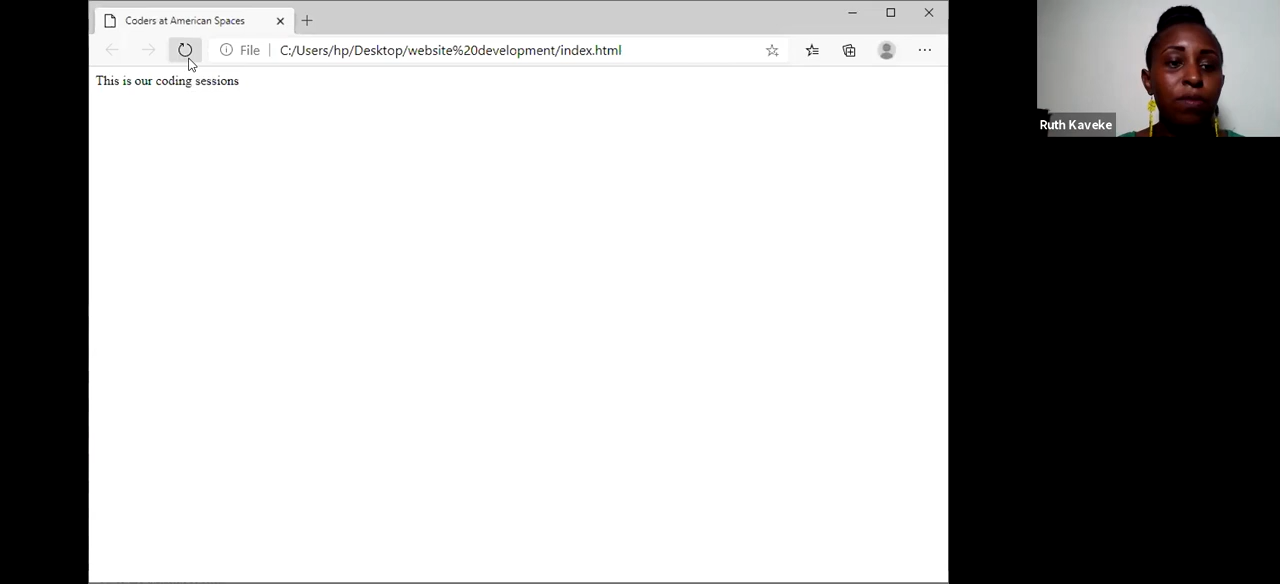 Coders at American Spaces
File
C:/Users/hp/Desktop/website%20development/index.html
This is our coding sessions
Ruth Kaveke